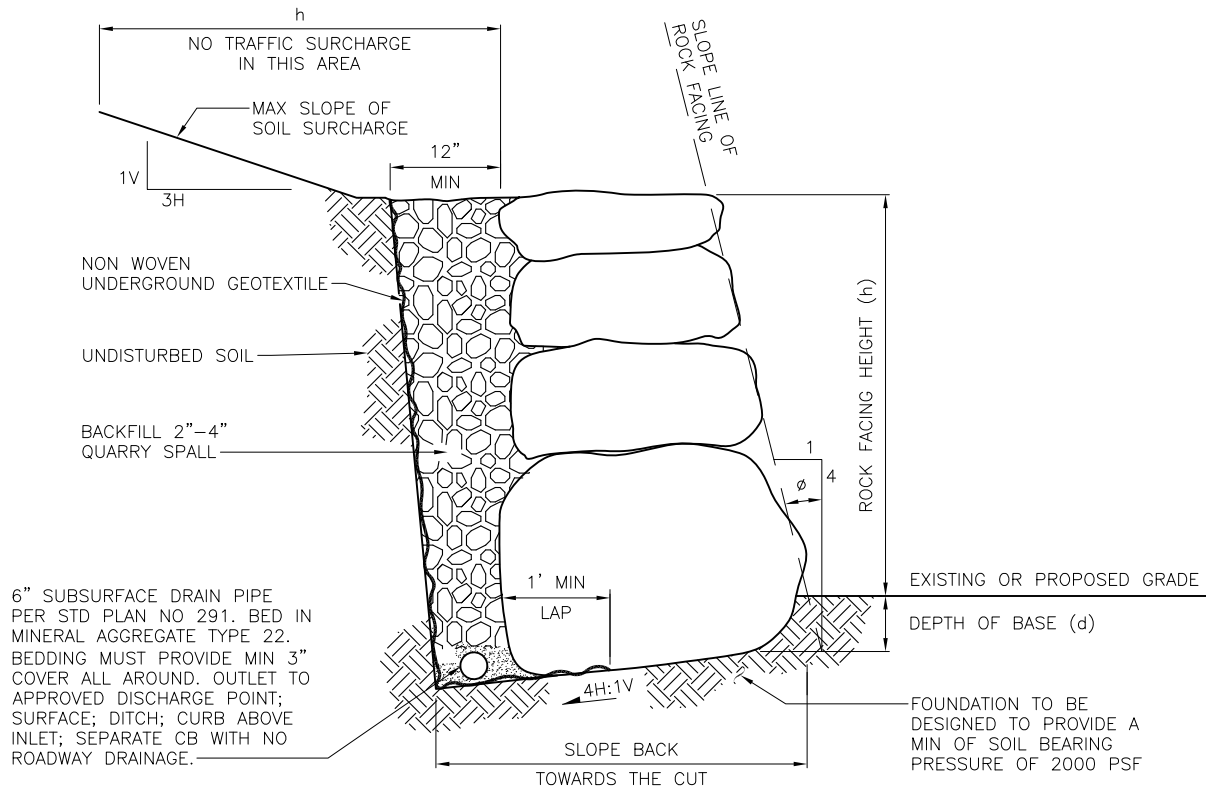 h
NO TRAFFIC SURCHARGE
IN THIS AREA
SLOPE LINE OF
ROCK FACING
MAX SLOPE OF
SOIL SURCHARGE
12"
MIN
1V
3H
NON WOVEN
UNDERGROUND GEOTEXTILE
UNDISTURBED SOIL
BACKFILL 2"-4"
QUARRY SPALL
ROCK FACING HEIGHT (h)
1
4
ø
1' MIN
LAP
6" SUBSURFACE DRAIN PIPE
PER STD PLAN NO 291. BED IN
MINERAL AGGREGATE TYPE 22.
BEDDING MUST PROVIDE MIN 3"
COVER ALL AROUND. OUTLET TO
APPROVED DISCHARGE POINT;
SURFACE; DITCH; CURB ABOVE
INLET; SEPARATE CB WITH NO
ROADWAY DRAINAGE.
EXISTING OR PROPOSED GRADE
DEPTH OF BASE (d)
4H:1V
SLOPE BACK
TOWARDS THE CUT
FOUNDATION TO BE
DESIGNED TO PROVIDE A
MIN OF SOIL BEARING
PRESSURE OF 2000 PSF